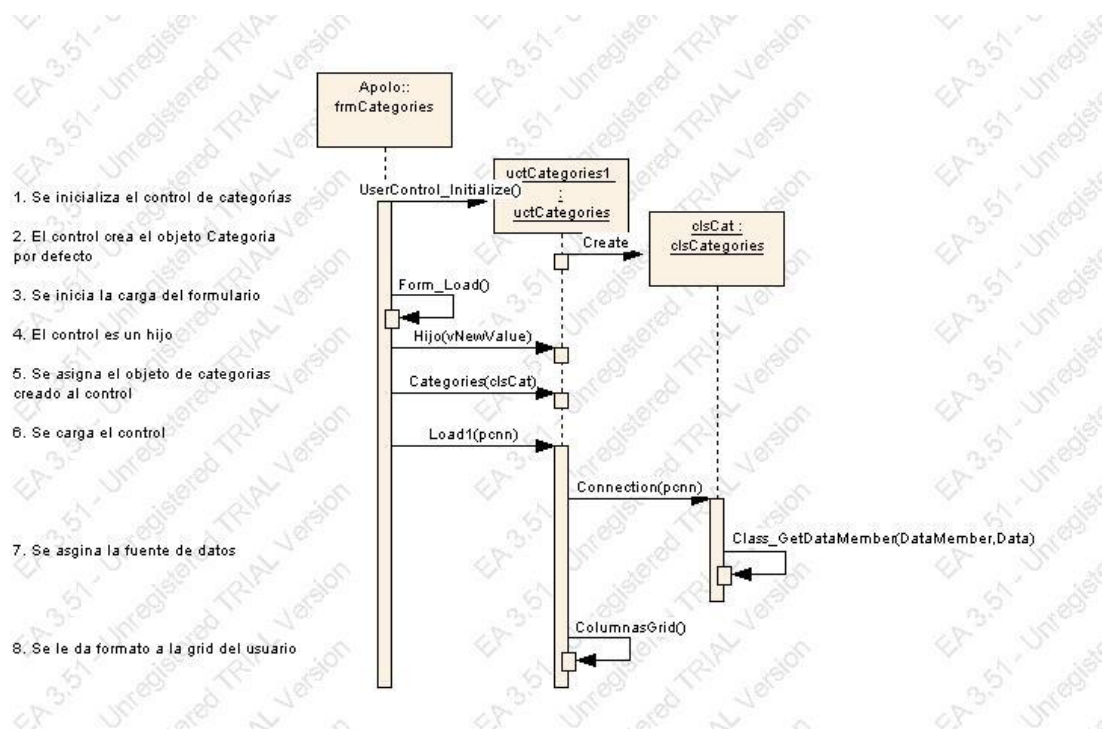 Apolo::
frmCategories
uctCategories1
:
uctCategories
clsCat :
clsCategories
1. Se inicializa el control de categorías
UserControl_Initialize()
2. El control crea el objeto Categoria
por defecto
Create
3. Se inicia la carga del formulario
Form_Load()
4. El control es un hijo
Hijo(vNewValue)
5. Se asigna el objeto de categorias
creado al control
Categories(clsCat)
6. Se carga el control
Load1(pcnn)
Connection(pcnn)
7. Se asgina la fuente de datos
Class_GetDataMember(DataMember,Data)
8. Se le da formato a la grid del usuario
ColumnasGrid()
EA 3.51 - Unregistered TRIAL Version